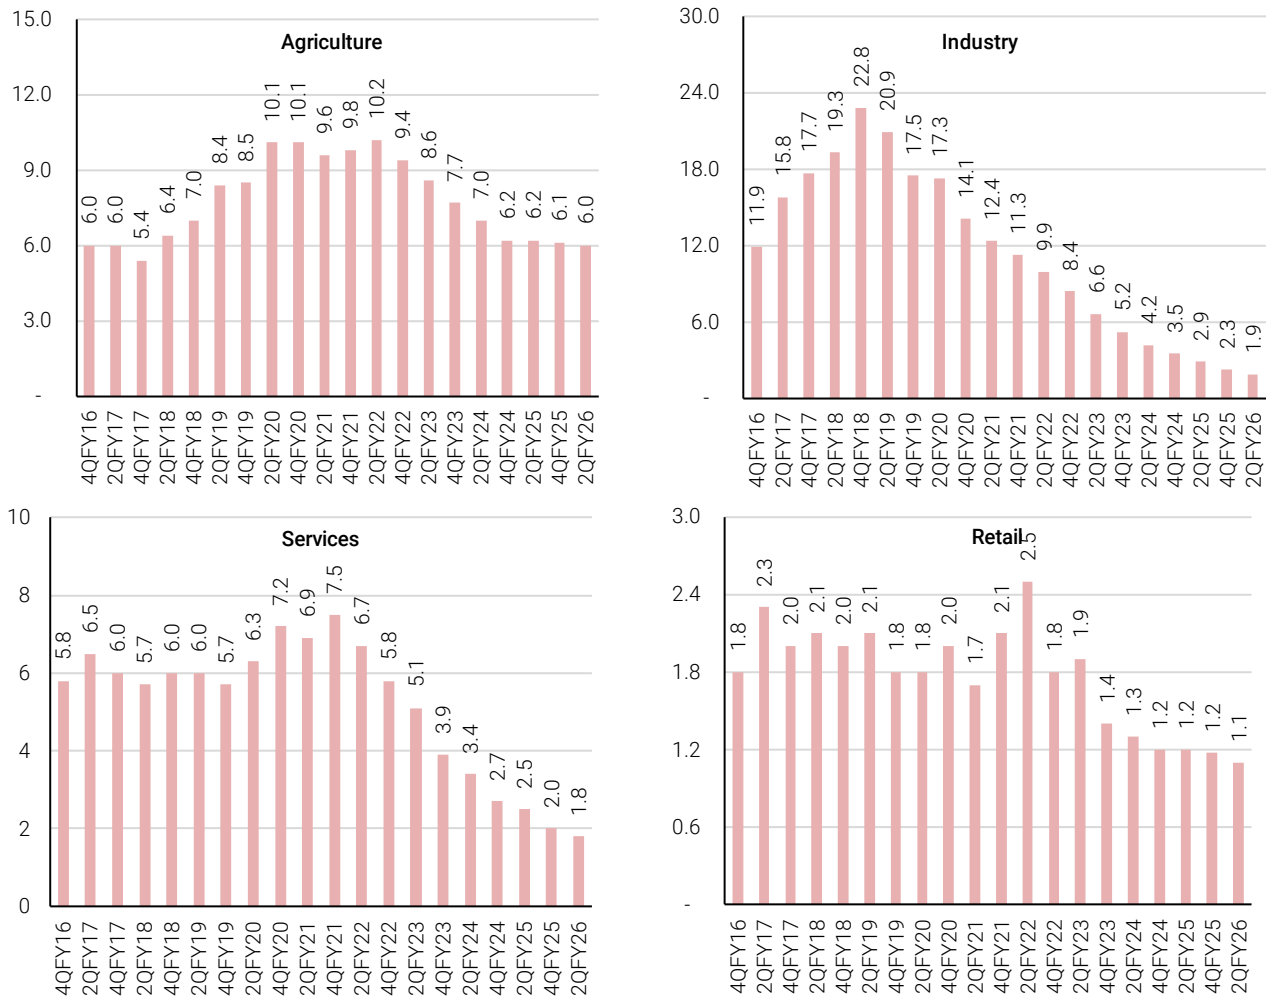 Agriculture
15.0
12.0
9.0
6.0
3.0
-
6.0 6.0 5.4 6.4 7.0 8.4 8.5 10.1 10.1 9.6 9.8 10.2 9.4 8.6 7.7 7.0 6.2 6.2 6.1 6.0
4QFY16 2QFY17 4QFY17 2QFY18 4QFY18 2QFY19 4QFY19 2QFY20 4QFY20 2QFY21 4QFY21 2QFY22 4QFY22 2QFY23 4QFY23 2QFY24 4QFY24 2QFY25 4QFY25 2QFY26
Industry
30.0
24.0
18.0
12.0
6.0
-
11.9 15.8 17.7 19.3 22.8 20.9 17.5 17.3 14.1 12.4 11.3 9.9 8.4 6.6 5.2 4.2 3.5 2.9 2.3 1.9
4QFY16 2QFY17 4QFY17 2QFY18 4QFY18 2QFY19 4QFY19 2QFY20 4QFY20 2QFY21 4QFY21 2QFY22 4QFY22 2QFY23 4QFY23 2QFY24 4QFY24 2QFY25 4QFY25 2QFY26
Services
10
8
6
4
2
0
5.8 6.5 6.0 5.7 6.0 6.0 5.7 6.3 7.2 6.9 7.5 6.7 5.8 5.1 3.9 3.4 2.7 2.5 2.0 1.8
4QFY16 2QFY17 4QFY17 2QFY18 4QFY18 2QFY19 4QFY19 2QFY20 4QFY20 2QFY21 4QFY21 2QFY22 4QFY22 2QFY23 4QFY23 2QFY24 4QFY24 2QFY25 4QFY25 2QFY26
Retail
3.0
2.4
1.8
1.2
0.6
-
1.8 2.3 2.0 2.1 2.0 2.1 1.8 1.8 2.0 1.7 2.1 2.5 1.8 1.9 1.4 1.3 1.2 1.2 1.2 1.1
4QFY16 2QFY17 4QFY17 2QFY18 4QFY18 2QFY19 4QFY19 2QFY20 4QFY20 2QFY21 4QFY21 2QFY22 4QFY22 2QFY23 4QFY23 2QFY24 4QFY24 2QFY25 4QFY25 2QFY26